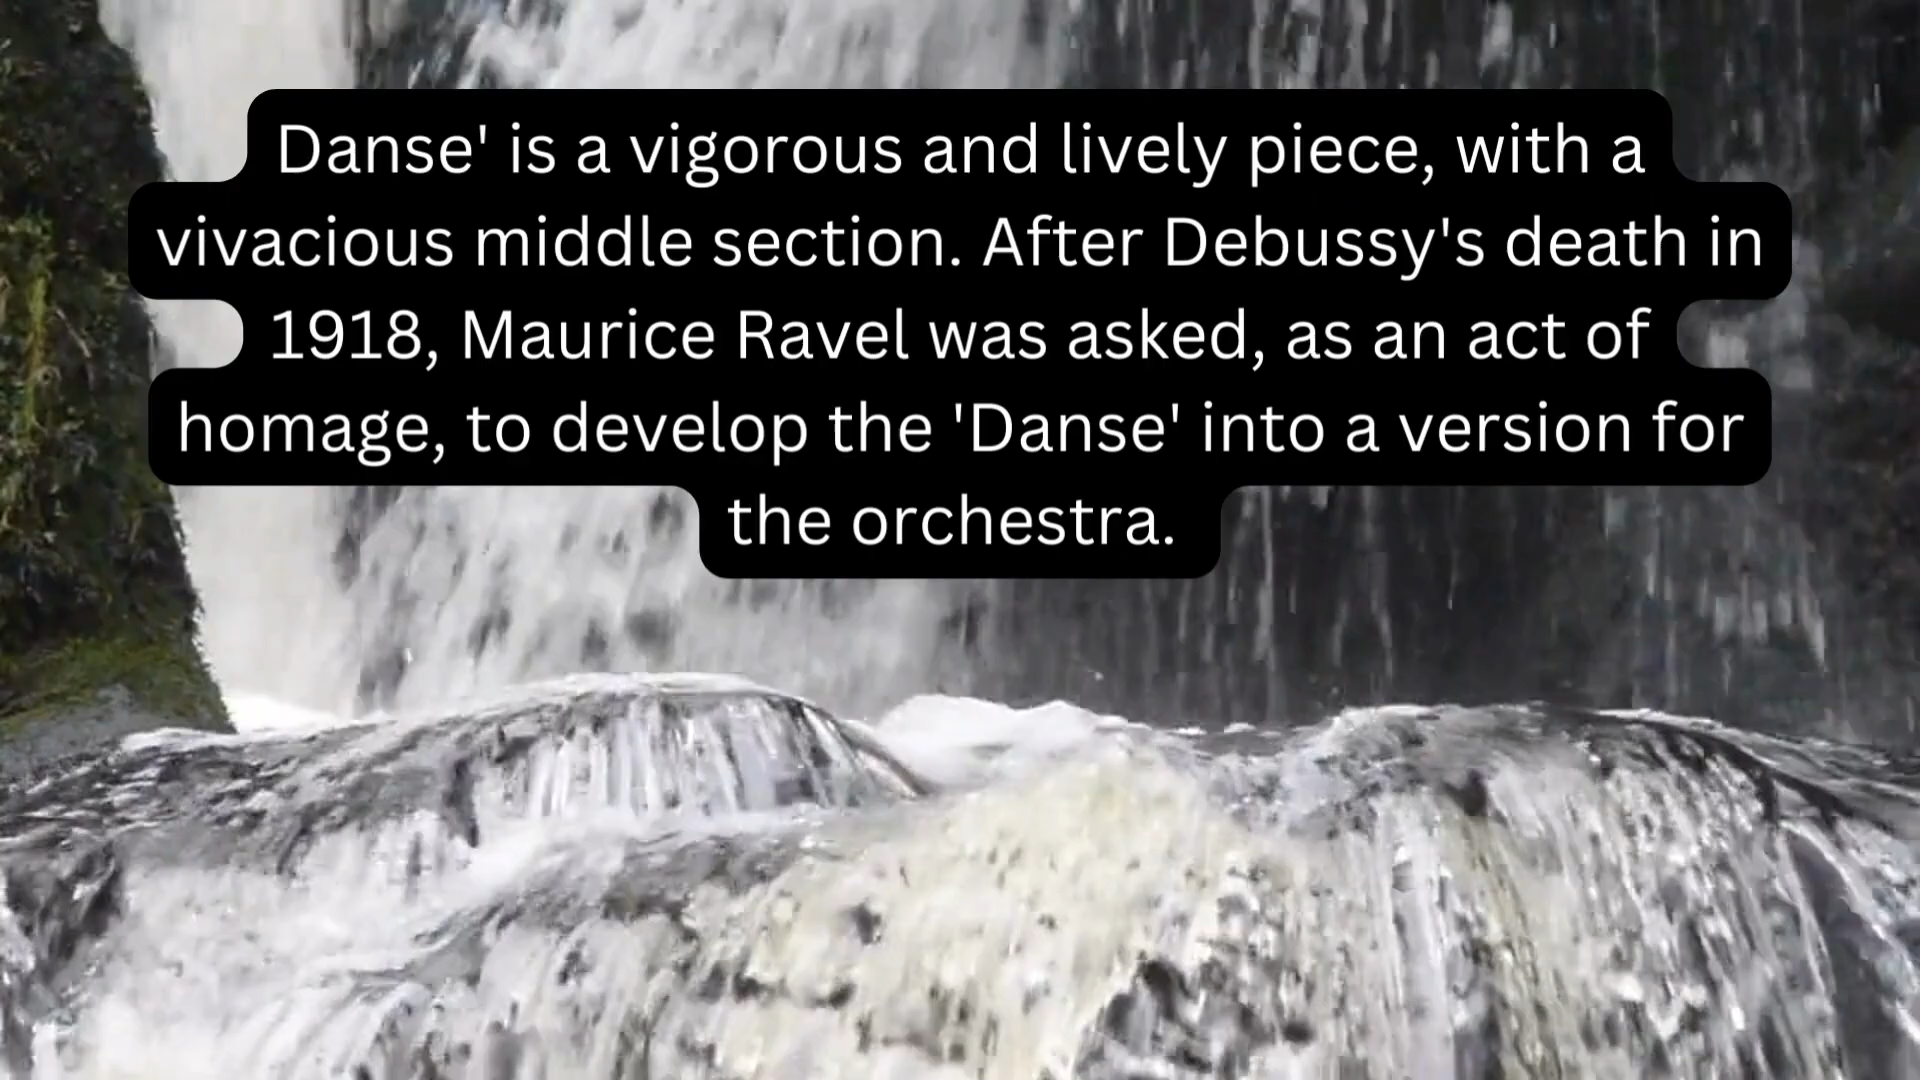 Danse' is a vigorous and lively piece, with a
vivacious middle section. After Debussy's death in
1918, Maurice Ravel was asked, as an act of
homage, to develop the 'Danse' into a version for
the orchestra.